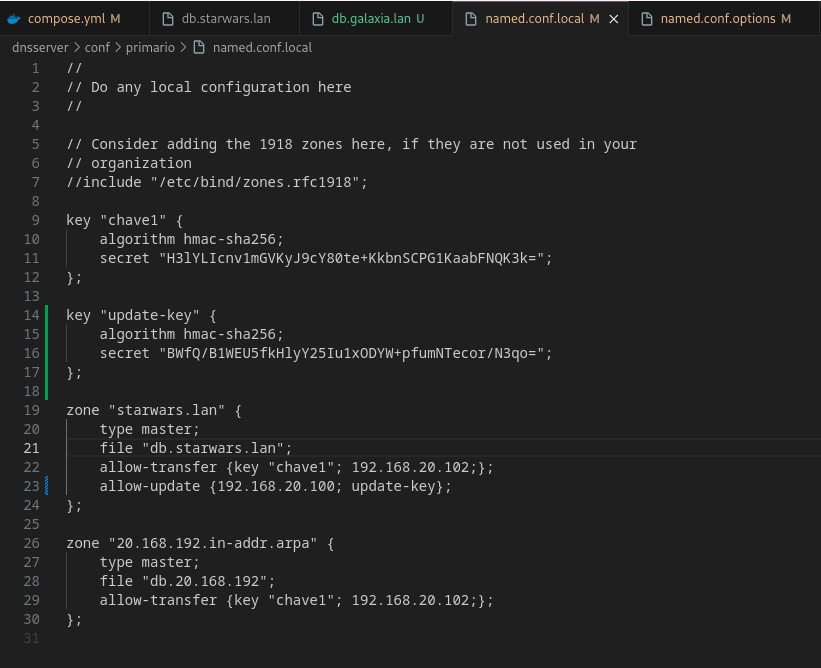 compose.yml M
db.starwars.lan
db.galaxia.lan U
named.conf.local M
named.conf.options M
dnsserver > conf > primario > named.conf.local
1 //
2 // Do any local configuration here
3 //
4
5 // Consider adding the 1918 zones here, if they are not used in your
6 // organization
7 //include "/etc/bind/zones.rfc1918";
8
9 key "chave1" {
10 algorithm hmac-sha256;
11 secret "H3lYLIcnv1mGVKyJ9cY80te+KkbnSCPG1KaabFNQK3k=";
12 };
13
14 key "update-key" {
15 algorithm hmac-sha256;
16 secret "BWfQ/B1WEU5fkHlyY25Iu1xODYW+pfumNTecor/N3qo=";
17 };
18
19 zone "starwars.lan" {
20 type master;
21 file "db.starwars.lan";
22 allow-transfer {key "chave1"; 192.168.20.102;};
23 allow-update {192.168.20.100; update-key};
24 };
25
26 zone "20.168.192.in-addr.arpa" {
27 type master;
28 file "db.20.168.192";
29 allow-transfer {key "chave1"; 192.168.20.102;};
30 };
31